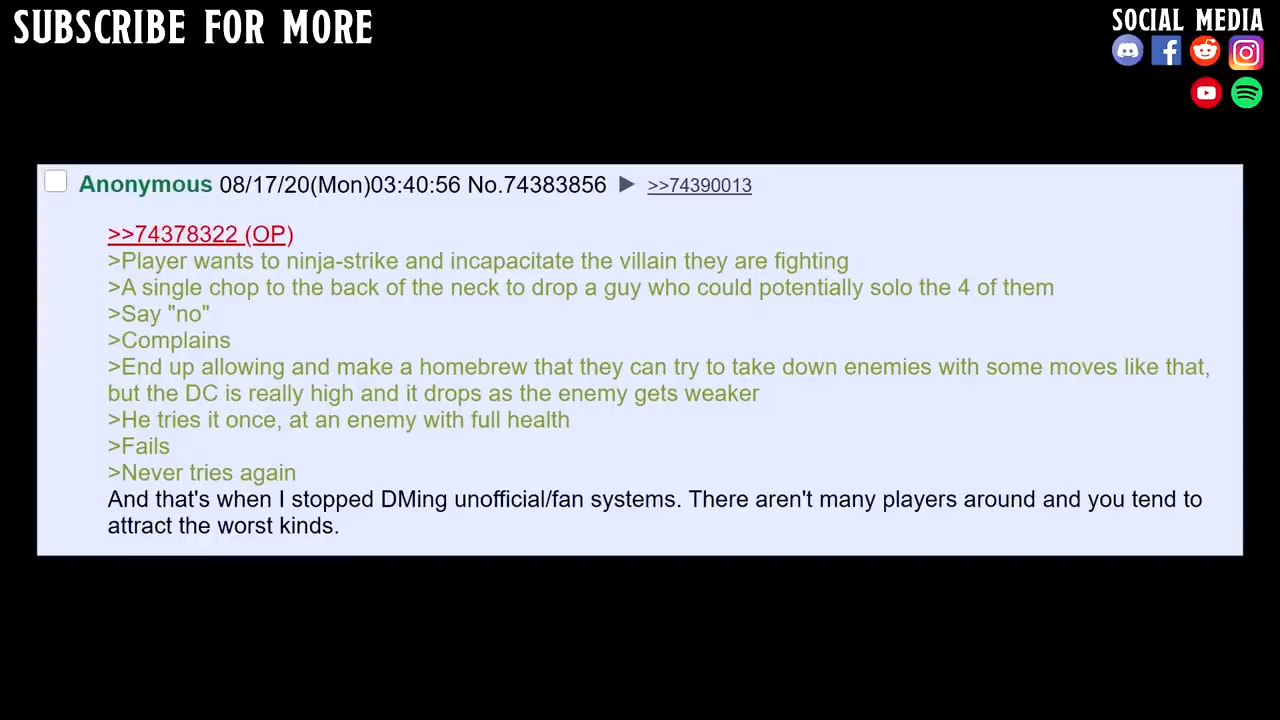 SUBSCRIBE FOR MORE
SOCIAL MEDIA
Anonymous 08/17/20(Mon)03:40:56 No.74383856 ▶ >>74390013
>>74378322 (OP)
>Player wants to ninja-strike and incapacitate the villain they are fighting
>A single chop to the back of the neck to drop a guy who could potentially solo the 4 of them
>Say "no"
>Complains
>End up allowing and make a homebrew that they can try to take down enemies with some moves like that,
but the DC is really high and it drops as the enemy gets weaker
>He tries it once, at an enemy with full health
>Fails
>Never tries again
And that's when I stopped DMing unofficial/fan systems. There aren't many players around and you tend to
attract the worst kinds.